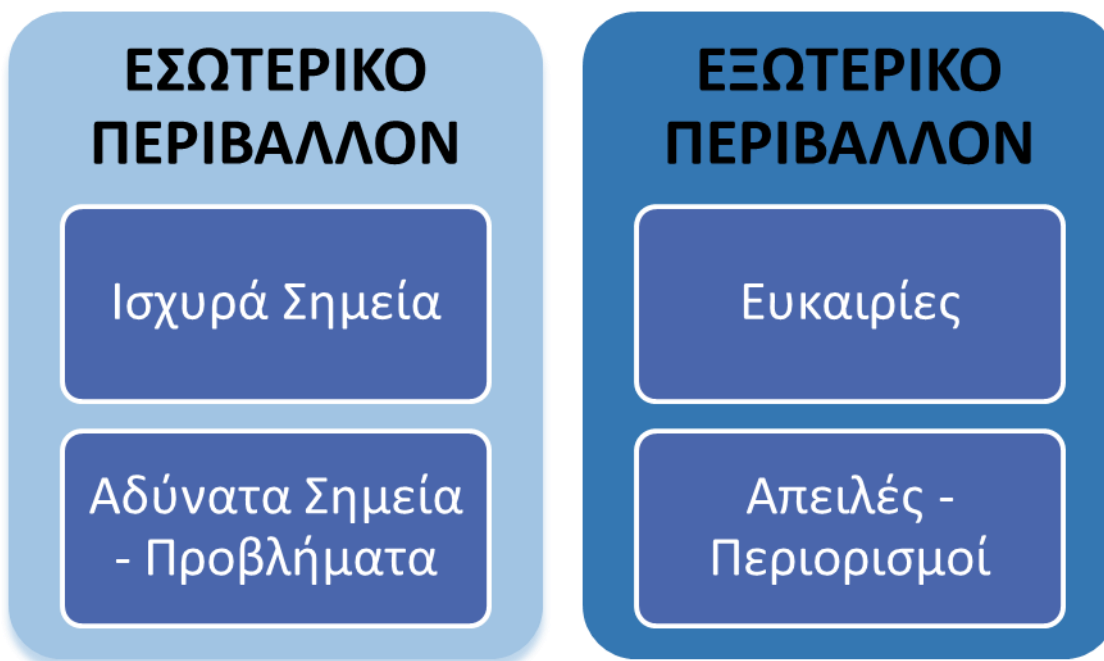 ΕΣΩΤΕΡΙΚΟ
ΠΕΡΙΒΑΛΛΟΝ
Ισχυρά Σημεία
Αδύνατα Σημεία
- Προβλήματα
ΕΞΩΤΕΡΙΚΟ
ΠΕΡΙΒΑΛΛΟΝ
Ευκαιρίες
Απειλές -
Περιορισμοί